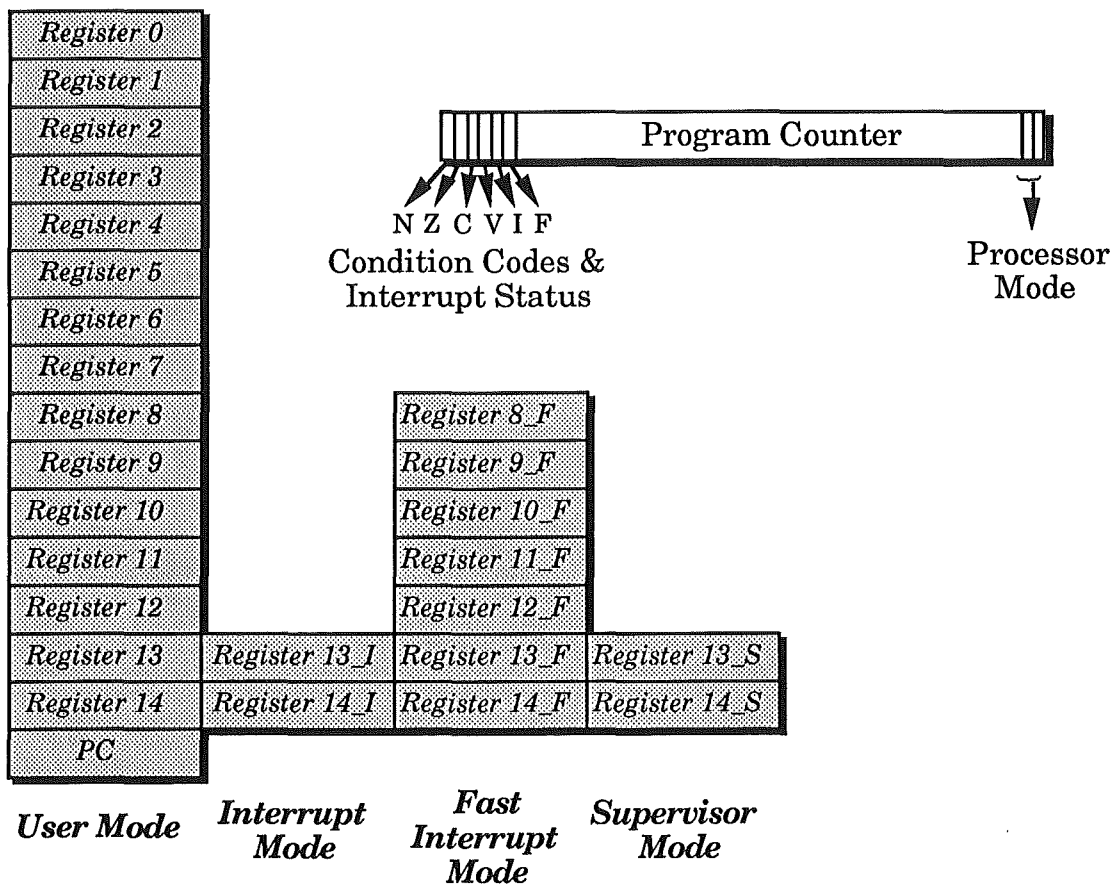 Register 0
Register 1
Register 2
Register 3
Register 4
Register 5
Register 6
Register 7
Register 8
Register 9
Register 10
Register 11
Register 12
Register 13
Register 14
PC
User Mode
Register 13_I
Register 14_I
Interrupt
Mode
Register 8_F
Register 9_F
Register 10_F
Register 11_F
Register 12_F
Register 13_F
Register 14_F
Fast
Interrupt
Mode
Register 13_S
Register 14_S
Supervisor
Mode
Program Counter
N Z C V I F
Condition Codes &
Interrupt Status
Processor
Mode